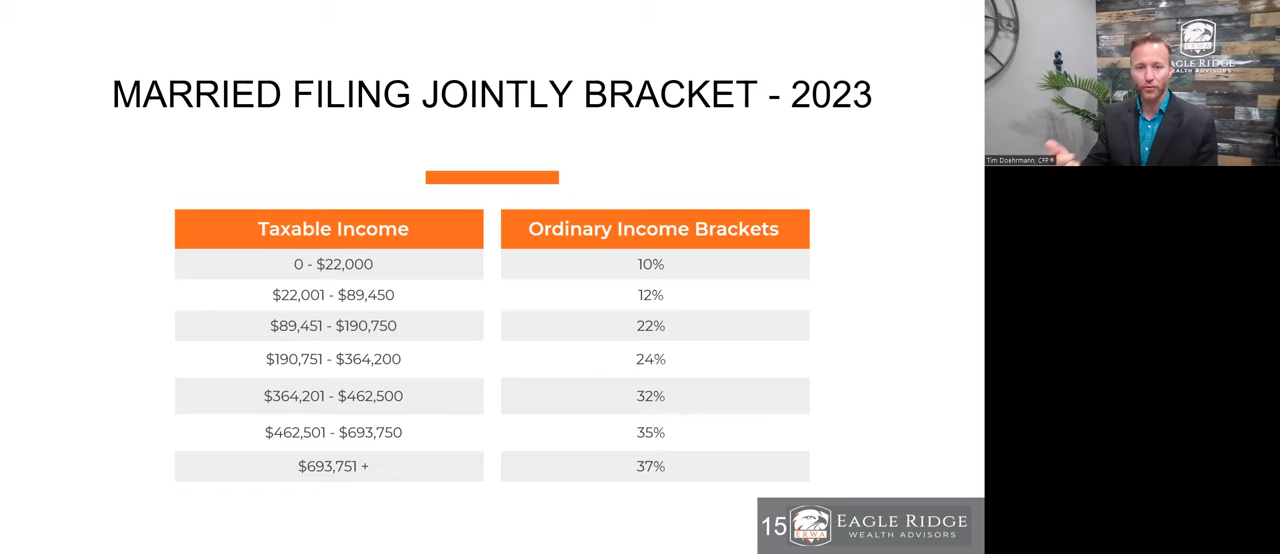 MARRIED FILING JOINTLY BRACKET - 2023
Taxable Income
Ordinary Income Brackets
0 - $22,000
10%
$22,001 - $89,450
12%
$89,451 - $190,750
22%
$190,751 - $364,200
24%
$364,201 - $462,500
32%
$462,501 - $693,750
35%
$693,751 +
37%
15
ERWA
EAGLE RIDGE
WEALTH ADVISORS
ERWA
EAGLE RIDGE
WEALTH ADVISORS
Tim Doehrmann, CFP®